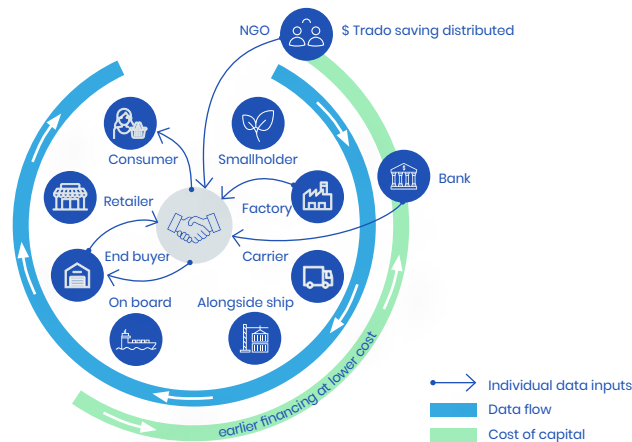 NGO
$ Trado saving distributed
Consumer
Smallholder
Bank
Retailer
Factory
End buyer
Carrier
On board
Alongside ship
earlier financing at lower cost
Individual data inputs
Data flow
Cost of capital